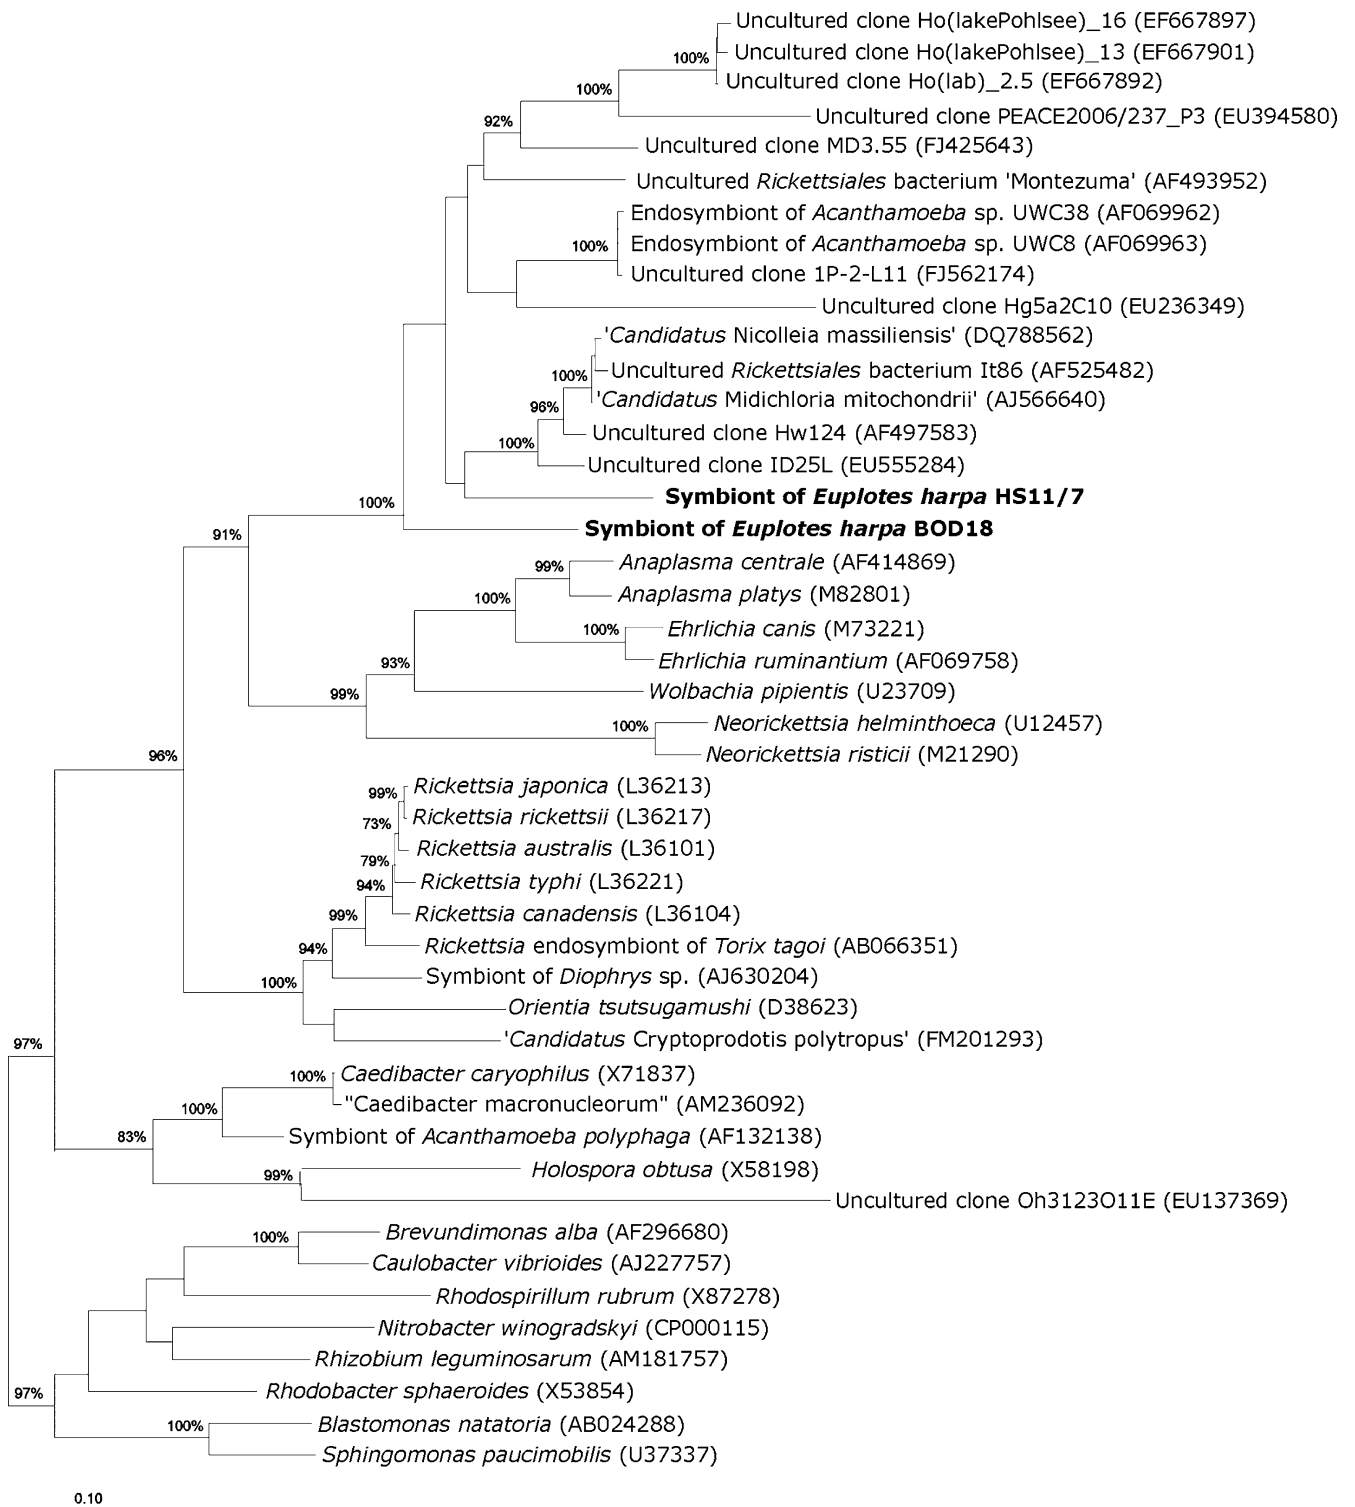 Uncultured clone Ho(lakePohlsee)_16 (EF667897)
Uncultured clone Ho(lakePohlsee)_13 (EF667901)
100%
Uncultured clone Ho(lab)_2.5 (EF667892)
100%
Uncultured clone PEACE2006/237_P3 (EU394580)
92%
Uncultured clone MD3.55 (FJ425643)
Uncultured Rickettsiales bacterium 'Montezuma' (AF493952)
Endosymbiont of Acanthamoeba sp. UWC38 (AF069962)
100%
Endosymbiont of Acanthamoeba sp. UWC8 (AF069963)
Uncultured clone 1P-2-L11 (FJ562174)
Uncultured clone Hg5a2C10 (EU236349)
'Candidatus Nicolleia massiliensis' (DQ788562)
Uncultured Rickettsiales bacterium It86 (AF525482)
100%
'Candidatus Midichloria mitochondrii' (AJ566640)
96%
Uncultured clone Hw124 (AF497583)
100%
Uncultured clone ID25L (EU555284)
Symbiont of Euplotes harpa HS11/7
100%
Symbiont of Euplotes harpa BOD18
91%
Anaplasma centrale (AF414869)
99%
Anaplasma platys (M82801)
100%
Ehrlichia canis (M73221)
100%
Ehrlichia ruminantium (AF069758)
93%
Wolbachia pipientis (U23709)
99%
Neorickettsia helminthoeca (U12457)
100%
Neorickettsia risticii (M21290)
96%
Rickettsia japonica (L36213)
99%
Rickettsia rickettsii (L36217)
73%
Rickettsia australis (L36101)
79%
Rickettsia typhi (L36221)
94%
Rickettsia canadensis (L36104)
99%
Rickettsia endosymbiont of Torix tagoi (AB066351)
94%
Symbiont of Diophrys sp. (AJ630204)
100%
Orientia tsutsugamushi (D38623)
'Candidatus Cryptoprodotis polytropus' (FM201293)
97%
Caedibacter caryophilus (X71837)
100%
"Caedibacter macronucleorum" (AM236092)
100%
Symbiont of Acanthamoeba polyphaga (AF132138)
83%
Holospora obtusa (X58198)
99%
Uncultured clone Oh3123O11E (EU137369)
Brevundimonas alba (AF296680)
100%
Caulobacter vibrioides (AJ227757)
Rhodospirillum rubrum (X87278)
Nitrobacter winogradskyi (CP000115)
Rhizobium leguminosarum (AM181757)
Rhodobacter sphaeroides (X53854)
97%
Blastomonas natatoria (AB024288)
100%
Sphingomonas paucimobilis (U37337)
0.10